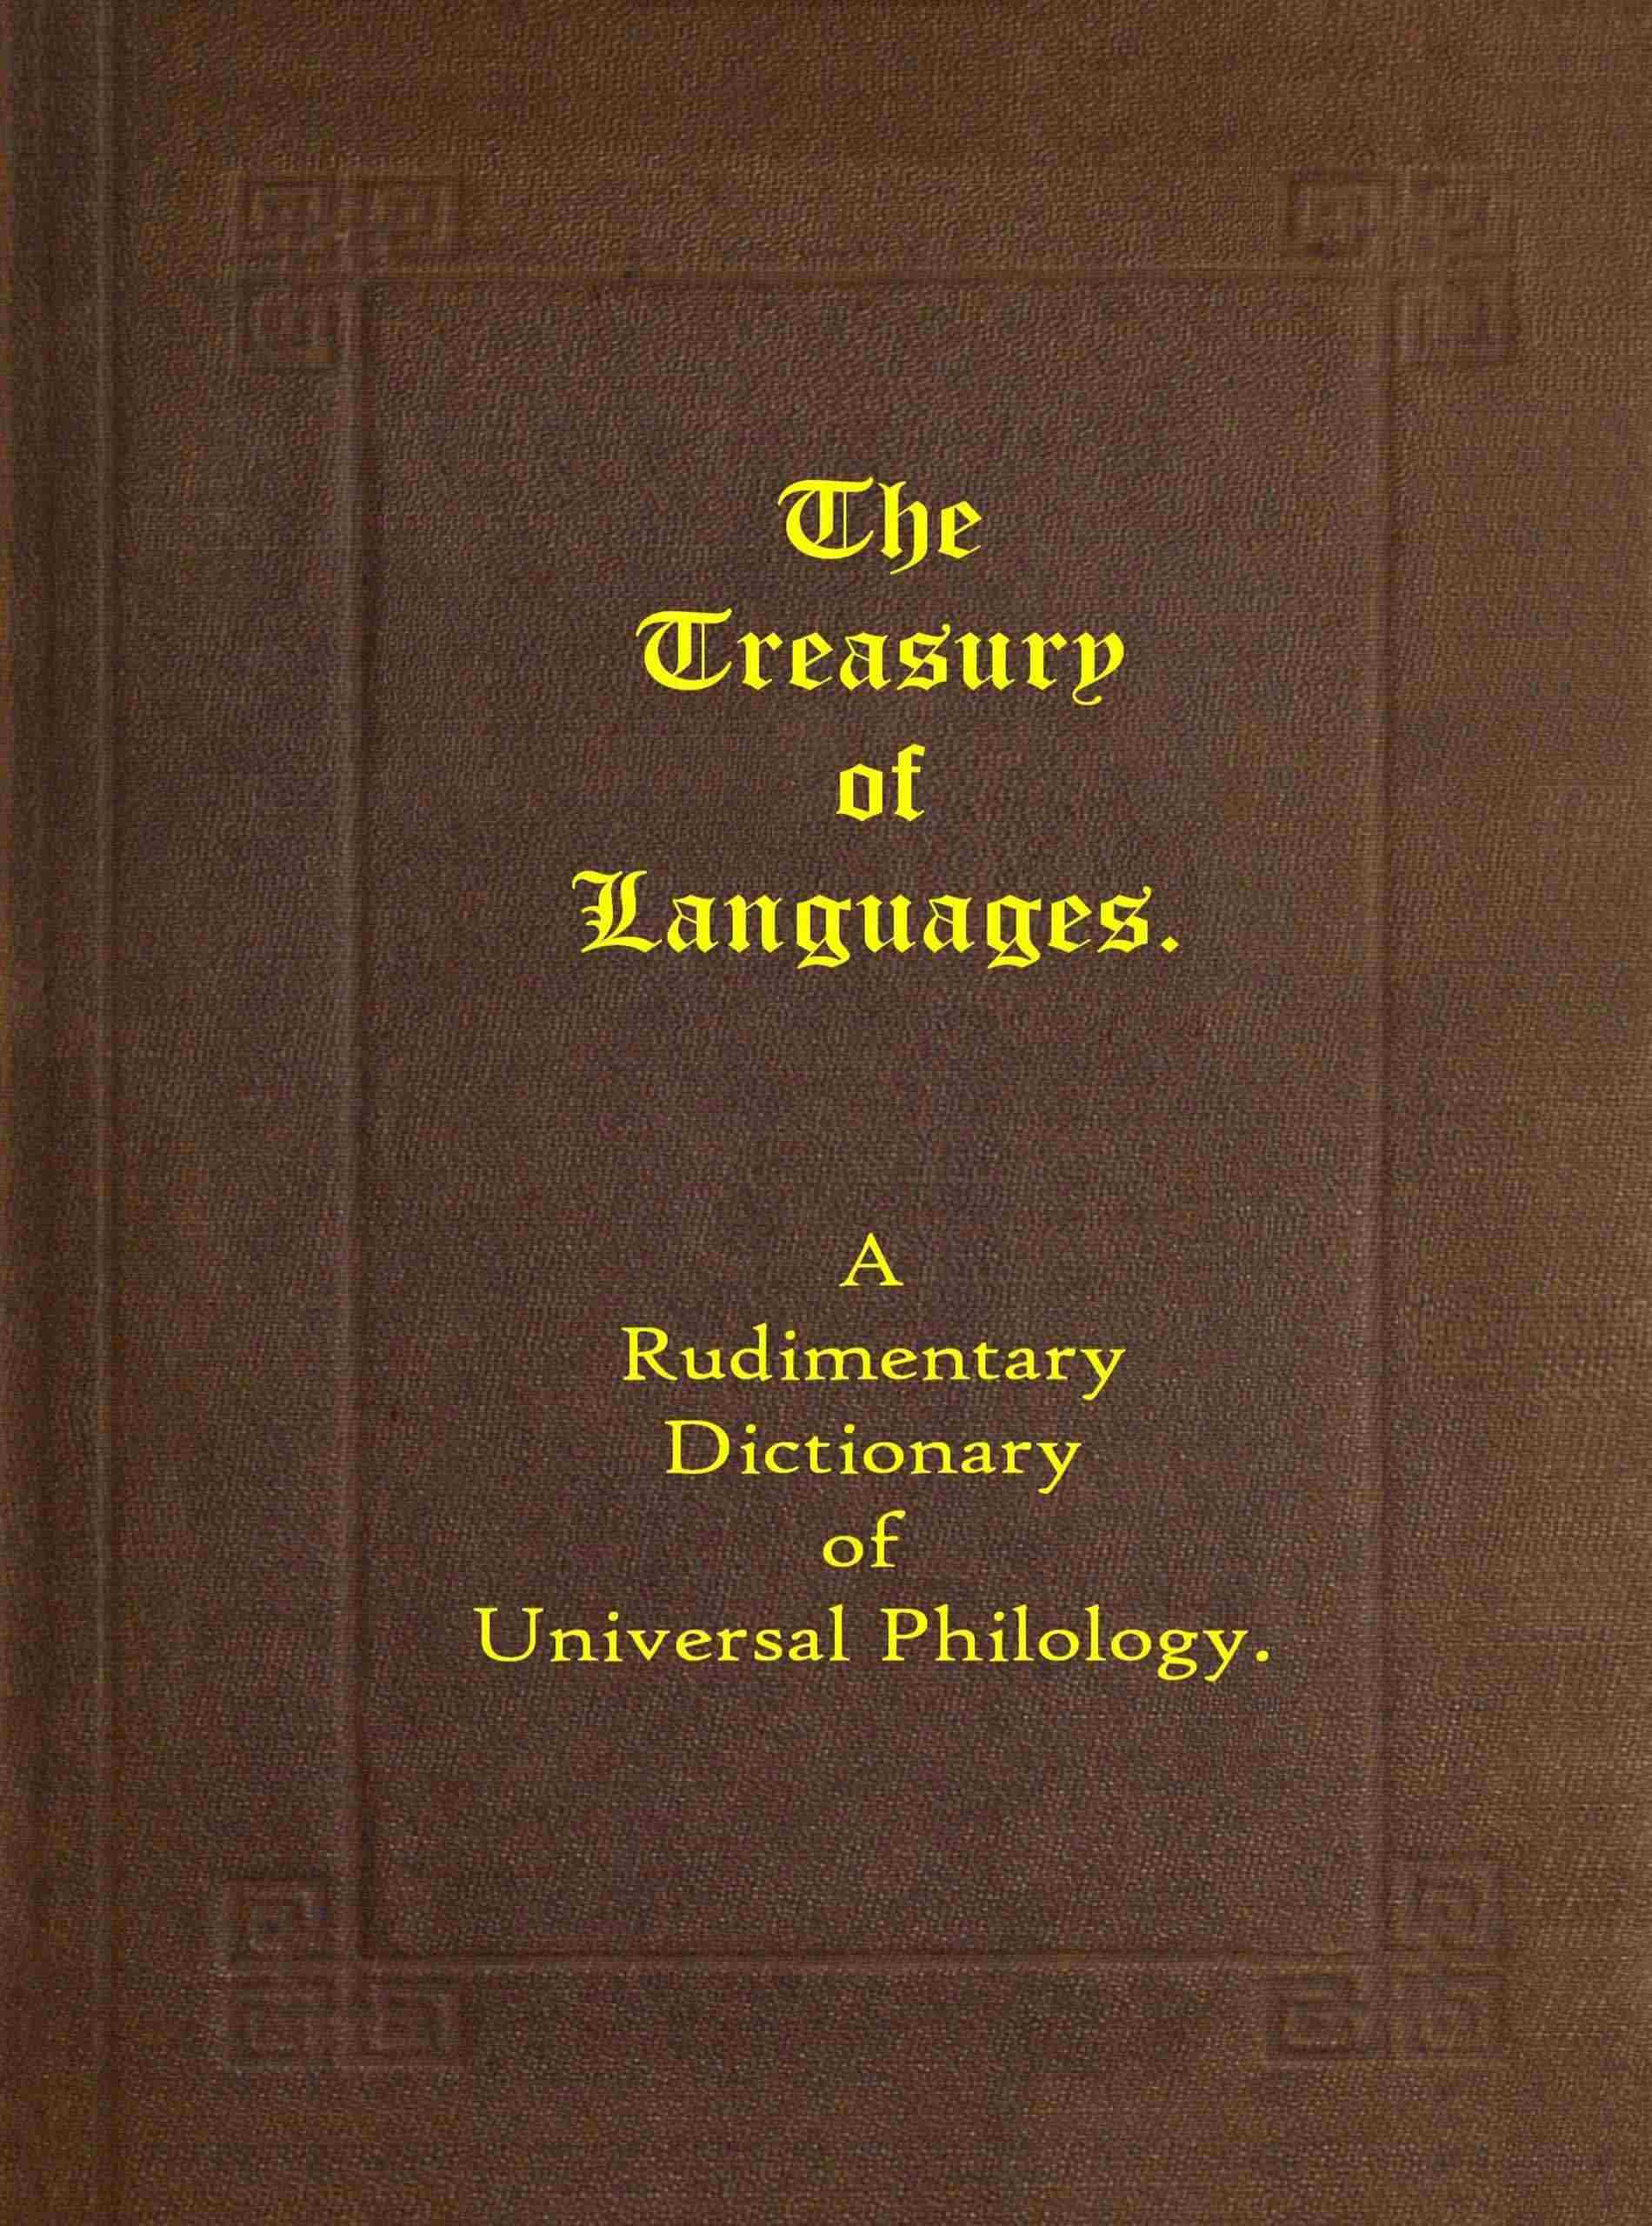 The
Treasury
of
Languages.
A
Rudimentary
Dictionary
of
Universal Philology.